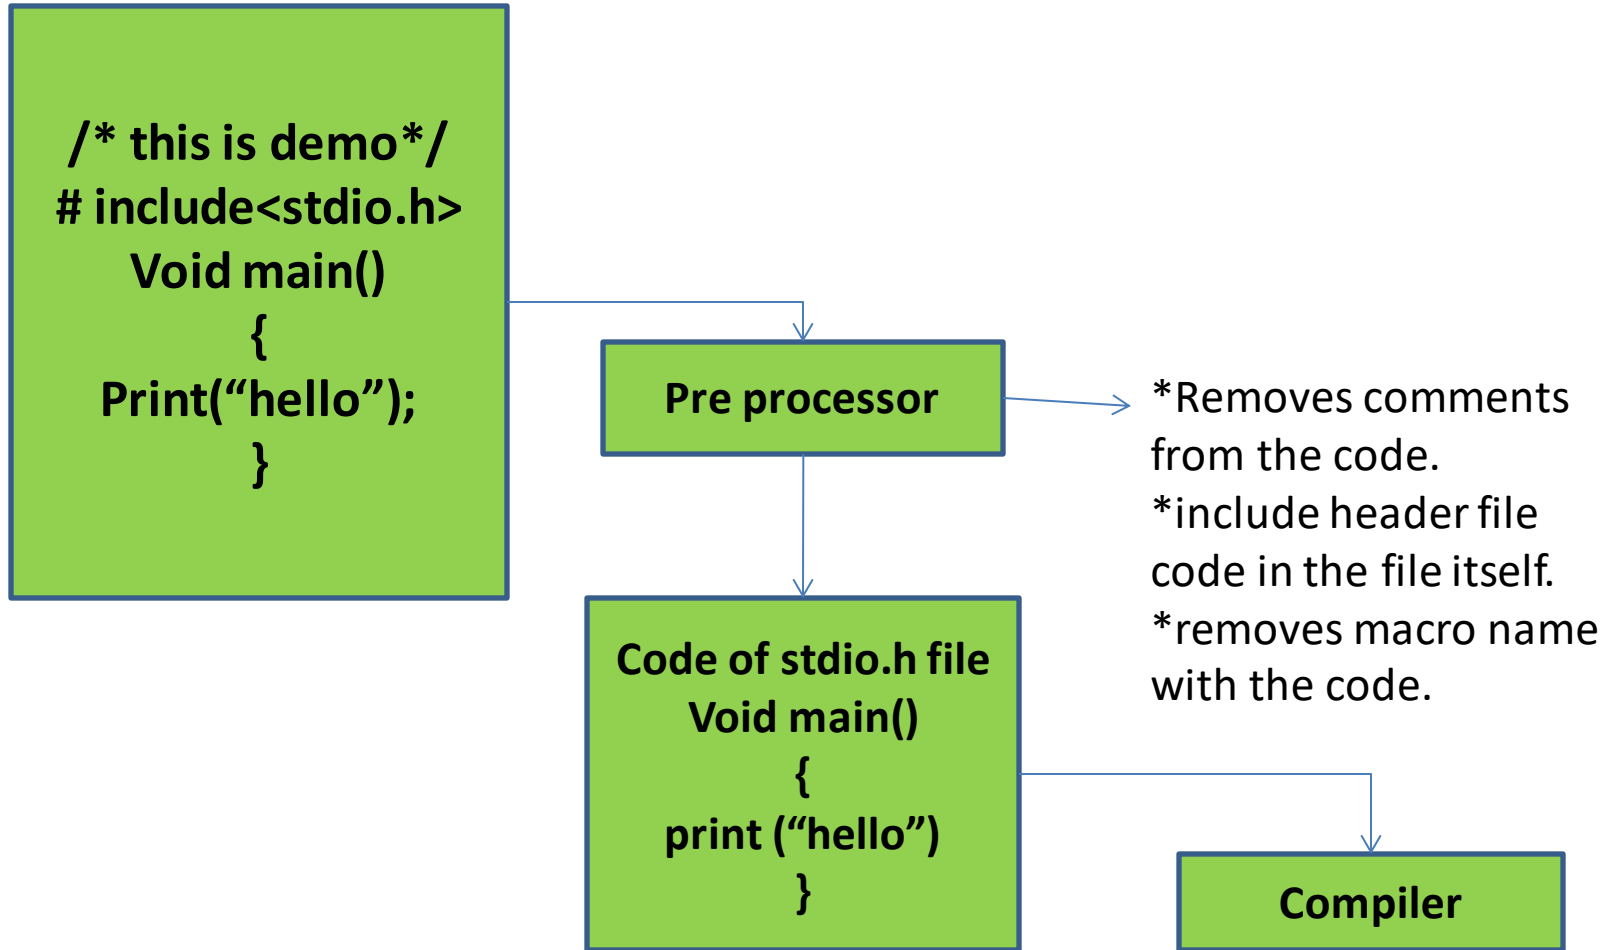 /* this is demo*/
# include<stdio.h>
Void main()
{
Print(“hello”);
}
Pre processor
*Removes comments
from the code.
*include header file
code in the file itself.
*removes macro name
with the code.
Code of stdio.h file
Void main()
{
print (“hello”)
}
Compiler